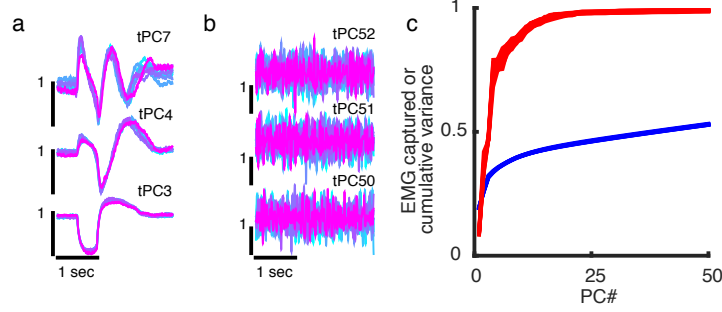 a
tPC7
1
tPC4
1
tPC3
1
1 sec
b
tPC52
1
tPC51
1
tPC50
1
1 sec
c
EMG captured or
cumulative variance
1
0.5
0
0
25
50
PC#